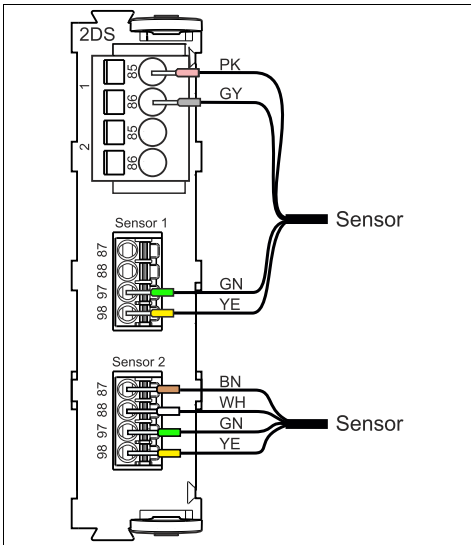 2DS
PK
1
85
GY
86
2
85
86
Sensor 1
Sensor
87
88
97
GN
98
YE
Sensor 2
87
BN
88
WH
Sensor
97
GN
98
YE